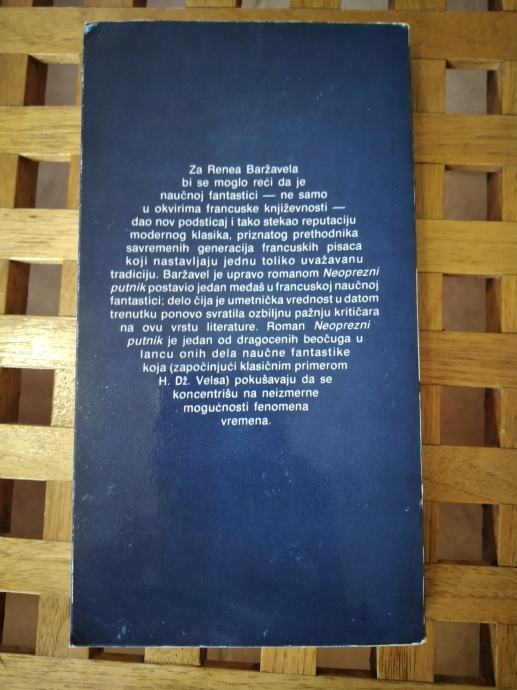 Za Renea Baržavela
bi se moglo reći da je
naučnoj fantastici — ne samo
u okvirima francuske književnosti —
dao nov podsticaj i tako stekao reputaciju
modernog klasika, priznatog prethodnika
savremenih generacija francuskih pisaca
koji nastavljaju jednu toliko uvažavanu
tradiciju. Baržavel je upravo romanom Neoprezni
putnik postavio jedan međaš u francuskoj naučnoj
fantastici; delo čija je umetnička vrednost u datom
trenutku ponovo svratila ozbiljnu pažnju kritičara
na ovu vrstu literature. Roman Neoprezni
putnik je jedan od dragocenih beočuga u
lancu onih dela naučne fantastike
koja (započinjući klasičnim primerom
H. Dž. Velsa) pokušavaju da se
koncentrišu na neizmerne
mogućnosti fenomena
vremena.